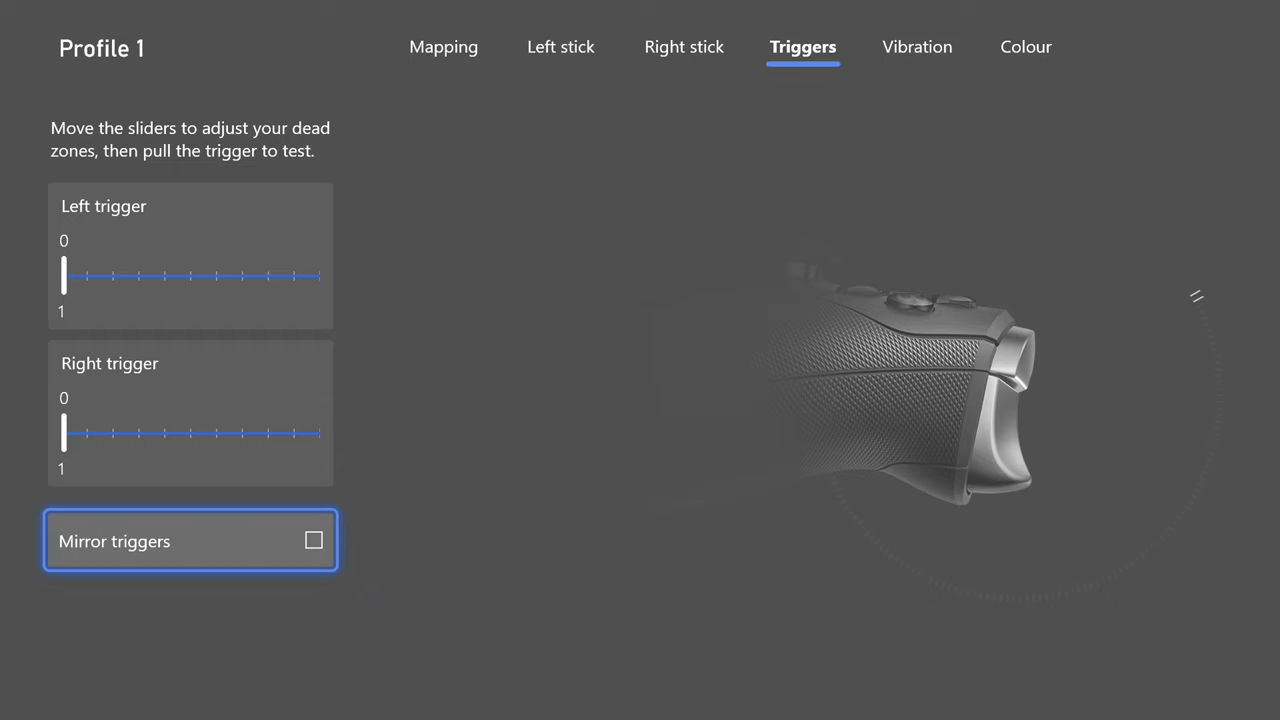 Profile 1
Mapping
Left stick
Right stick
Triggers
Vibration
Colour
Move the sliders to adjust your dead
zones, then pull the trigger to test.
Left trigger
0
1
Right trigger
0
1
Mirror triggers